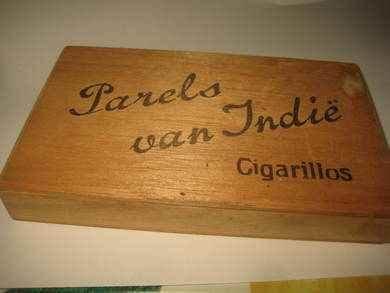 Parels
van Indië
Cigarillos